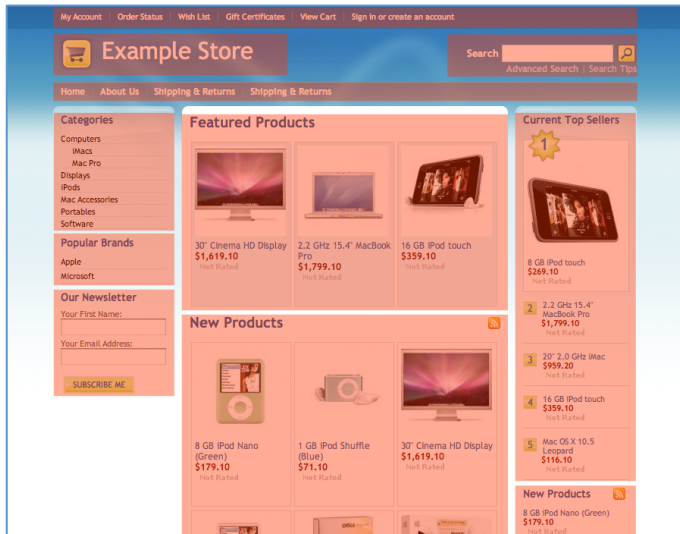 My Account Order Status Wish List Gift Certificates View Cart Sign in or create an account
Example Store
Search
Advanced Search | Search Tips
Home About Us Shipping & Returns Shipping & Returns
Categories
Computers
iMacs
Mac Pro
Displays
iPods
Mac Accessories
Portables
Software
Popular Brands
Apple
Microsoft
Our Newsletter
Your First Name:
Your Email Address:
SUBSCRIBE ME
Featured Products
30" Cinema HD Display
$1,619.10
Not Rated
2.2 GHz 15.4" MacBook
Pro
$1,799.10
Not Rated
16 GB iPod touch
$359.10
Not Rated
New Products
8 GB iPod Nano
(Green)
$179.10
Not Rated
1 GB iPod Shuffle
(Blue)
$71.10
Not Rated
30" Cinema HD Display
$1,619.10
Not Rated
Office
Current Top Sellers
1
8 GB iPod touch
$269.10
Not Rated
2 2.2 GHz 15.4"
MacBook Pro
$1,799.10
Not Rated
3 20" 2.0 GHz iMac
$959.20
Not Rated
4 16 GB iPod touch
$359.10
Not Rated
5 Mac OS X 10.5
Leopard
$116.10
Not Rated
New Products
8 GB iPod Nano (Green)
$179.10
Not Rated